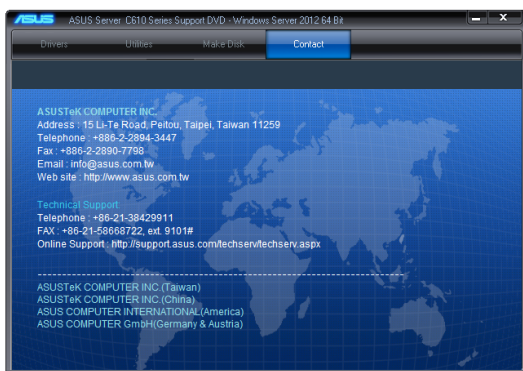 ASUS ASUS Server C610 Series Support DVD - Windows Server 2012 64 Bit
Drivers Utilities Make Disk Contact
ASUSTeK COMPUTER INC.
Address : 15 Li-Te Road, Peitou, Taipei, Taiwan 11259
Telephone : +886-2-2894-3447
Fax : +886-2-2890-7798
Email : info@asus.com.tw
Web site : http://www.asus.com.tw
Technical Support:
Telephone : +86-21-38429911
FAX : +86-21-58668722, ext. 9101#
Online Support : http://support.asus.com/techserv/techserv.aspx
ASUSTeK COMPUTER INC.(Taiwan)
ASUSTeK COMPUTER INC.(China)
ASUS COMPUTER INTERNATIONAL(America)
ASUS COMPUTER GmbH(Germany & Austria)